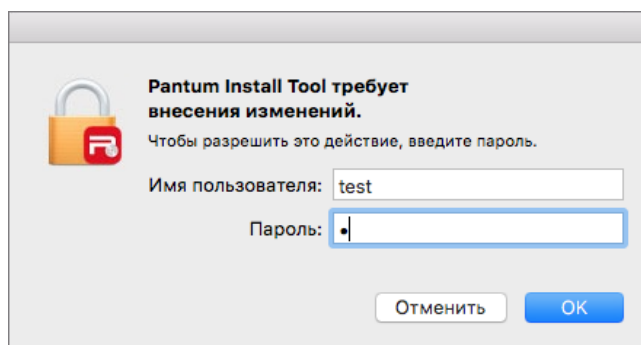 Pantum Install Tool требует
внесения изменений.
Чтобы разрешить это действие, введите пароль.
Имя пользователя: test
Пароль: •
Отменить OK